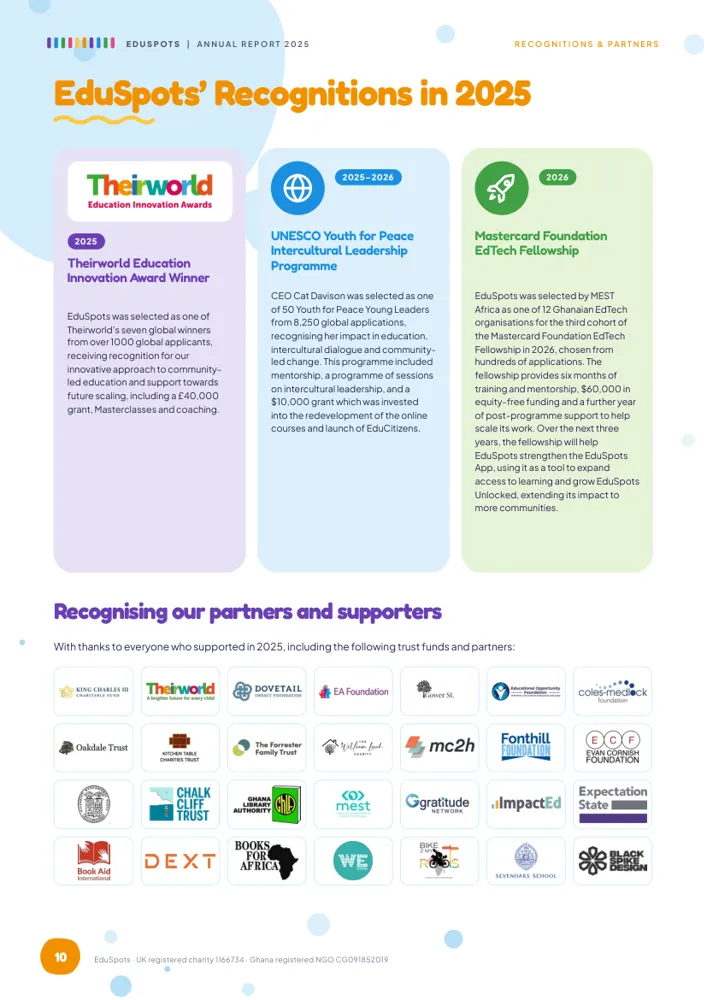 EDUSPOTS | ANNUAL REPORT 2025
RECOGNITIONS & PARTNERS
EduSpots' Recognitions in 2025
Theirworld
Education Innovation Awards
2025
Theirworld Education
Innovation Award Winner
EduSpots was selected as one of
Theirworld's seven global winners
from over 1000 global applicants,
receiving recognition for our
innovative approach to community-
led education and support towards
future scaling, including a £40,000
grant, Masterclasses and coaching.
2025–2026
UNESCO Youth for Peace
Intercultural Leadership
Programme
CEO Cat Davison was selected as one
of 50 Youth for Peace Young Leaders
from 8,250 global applications,
recognising her impact in education,
intercultural dialogue and community-
led change. This programme included
mentorship, a programme of sessions
on intercultural leadership, and a
$10,000 grant which was invested
into the redevelopment of the online
courses and launch of EduCitizens.
2026
Mastercard Foundation
EdTech Fellowship
EduSpots was selected by MEST
Africa as one of 12 Ghanaian EdTech
organisations for the third cohort of
the Mastercard Foundation EdTech
Fellowship in 2026, chosen from
hundreds of applications. The
fellowship provides six months of
training and mentorship, $60,000 in
equity-free funding and a further year
of post-programme support to help
scale its work. Over the next three
years, the fellowship will help
EduSpots strengthen the EduSpots
App, using it as a tool to expand
access to learning and grow EduSpots
Unlocked, extending its impact to
more communities.
Recognising our partners and supporters
With thanks to everyone who supported in 2025, including the following trust funds and partners:
KING CHARLES III
CHARITABLE FUND
Theirworld
A brighter future for every child
DOVETAIL
IMPACT FOUNDATION
EA Foundation
Gower St.
Educational Opportunity
Foundation
coles-medlock
foundation
Oakdale Trust
KITCHEN TABLE
CHARITIES TRUST
The Forrester
Family Trust
THE
William Leech
CHARITY
mc2h
Fonthill
FOUNDATION
E C F
EVAN CORNISH
FOUNDATION
CHALK
CLIFF
TRUST
GHANA
LIBRARY
AUTHORITY
mest
Ggratitude
NETWORK
ImpactEd
Expectation
State
Book Aid
International
DEXT
BOOKS
FOR
AFRICA
WE
BIKE
SEVENOAKS SCHOOL
BLACK
SPIKE
DESIGN
10
EduSpots · UK registered charity 1166734 · Ghana registered NGO CG091852019